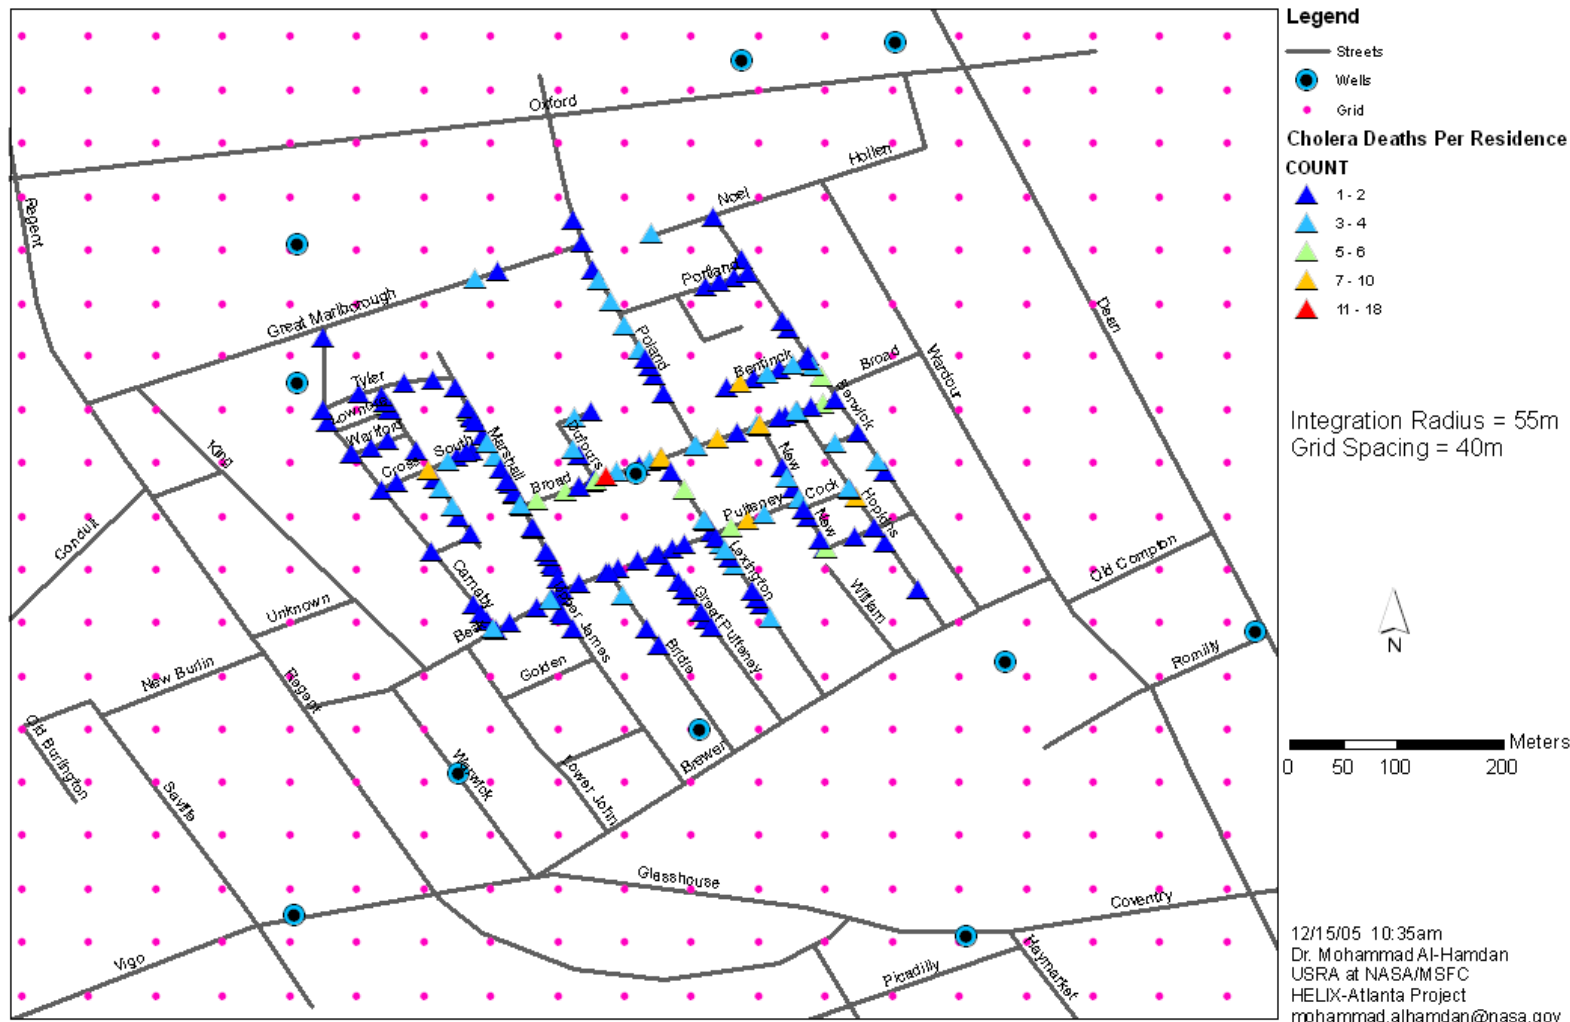 Legend
Streets
Wells
Grid
Cholera Deaths Per Residence
COUNT
1 - 2
3 - 4
5 - 6
7 - 10
11 - 18
Integration Radius = 55m
Grid Spacing = 40m
N
Meters
0 50 100 200
12/15/05 10:35am
Dr. Mohammad Al-Hamdan
USRA at NASA/MSFC
HELIX-Atlanta Project
mohammad.alhamdan@nasa.gov
Oxford
Regent
Hollen
Noel
Portland
Great Marlborough
Poland
Dean
Wardour
Broad
Bentinck
Berwick
Tyler
Marshall
South
Cross
King
Broad
New
Cock
Hopkins
Pulteney
New
Conduit
Lexington
Old Compton
Carnaby
William
Unknown
Great Pulteney
Upper James
Bridle
Golden
Romilly
New Burlin
Regent
Old Burlington
Brewer
Warwick
Lower John
Saville
Glasshouse
Coventry
Vigo
Picadilly
Haymarket